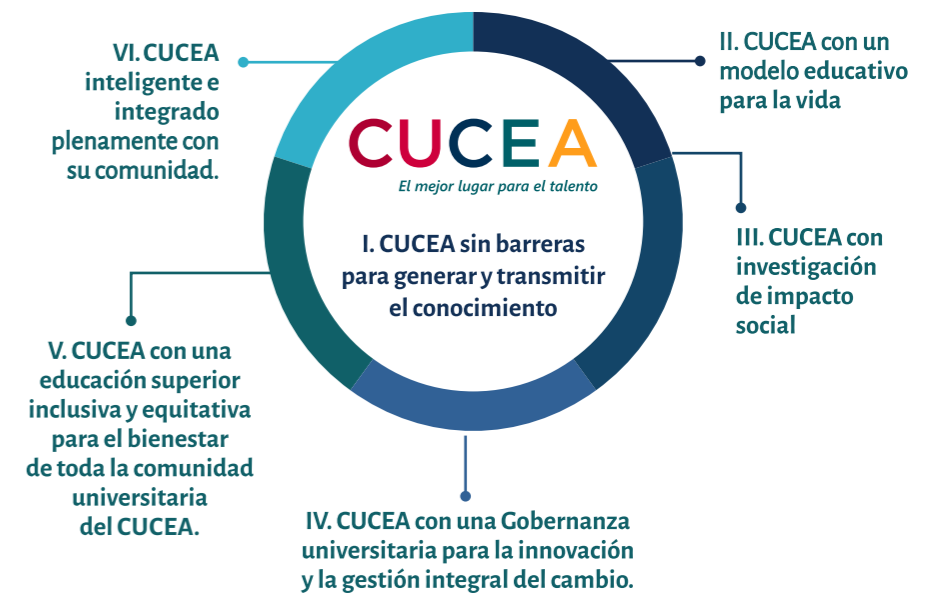 CUCEA
El mejor lugar para el talento
I. CUCEA sin barreras
para generar y transmitir
el conocimiento
II. CUCEA con un
modelo educativo
para la vida
III. CUCEA con
investigación
de impacto
social
IV. CUCEA con una Gobernanza
universitaria para la innovación
y la gestión integral del cambio.
V. CUCEA con una
educación superior
inclusiva y equitativa
para el bienestar
de toda la comunidad
universitaria
del CUCEA.
VI. CUCEA
inteligente e
integrado
plenamente con
su comunidad.